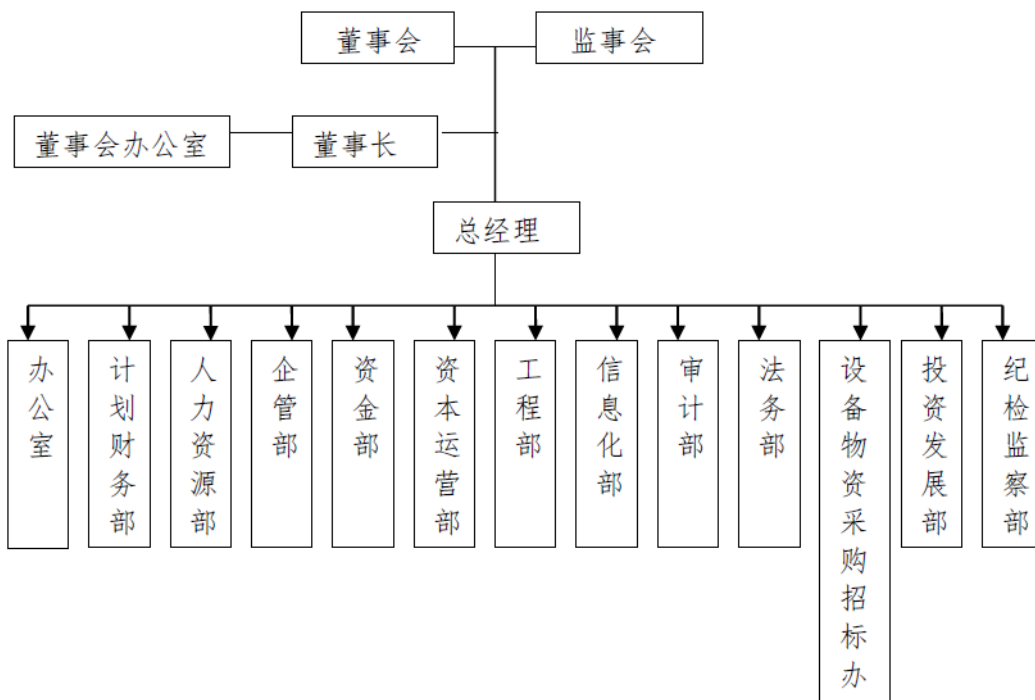 董事会
监事会
董事会办公室
董事长
总经理
办公室
计划财务部
人力资源部
企管部
资金部
资本运营部
工程部
信息化部
审计部
法务部
设备物资采购招标办
投资发展部
纪检监察部